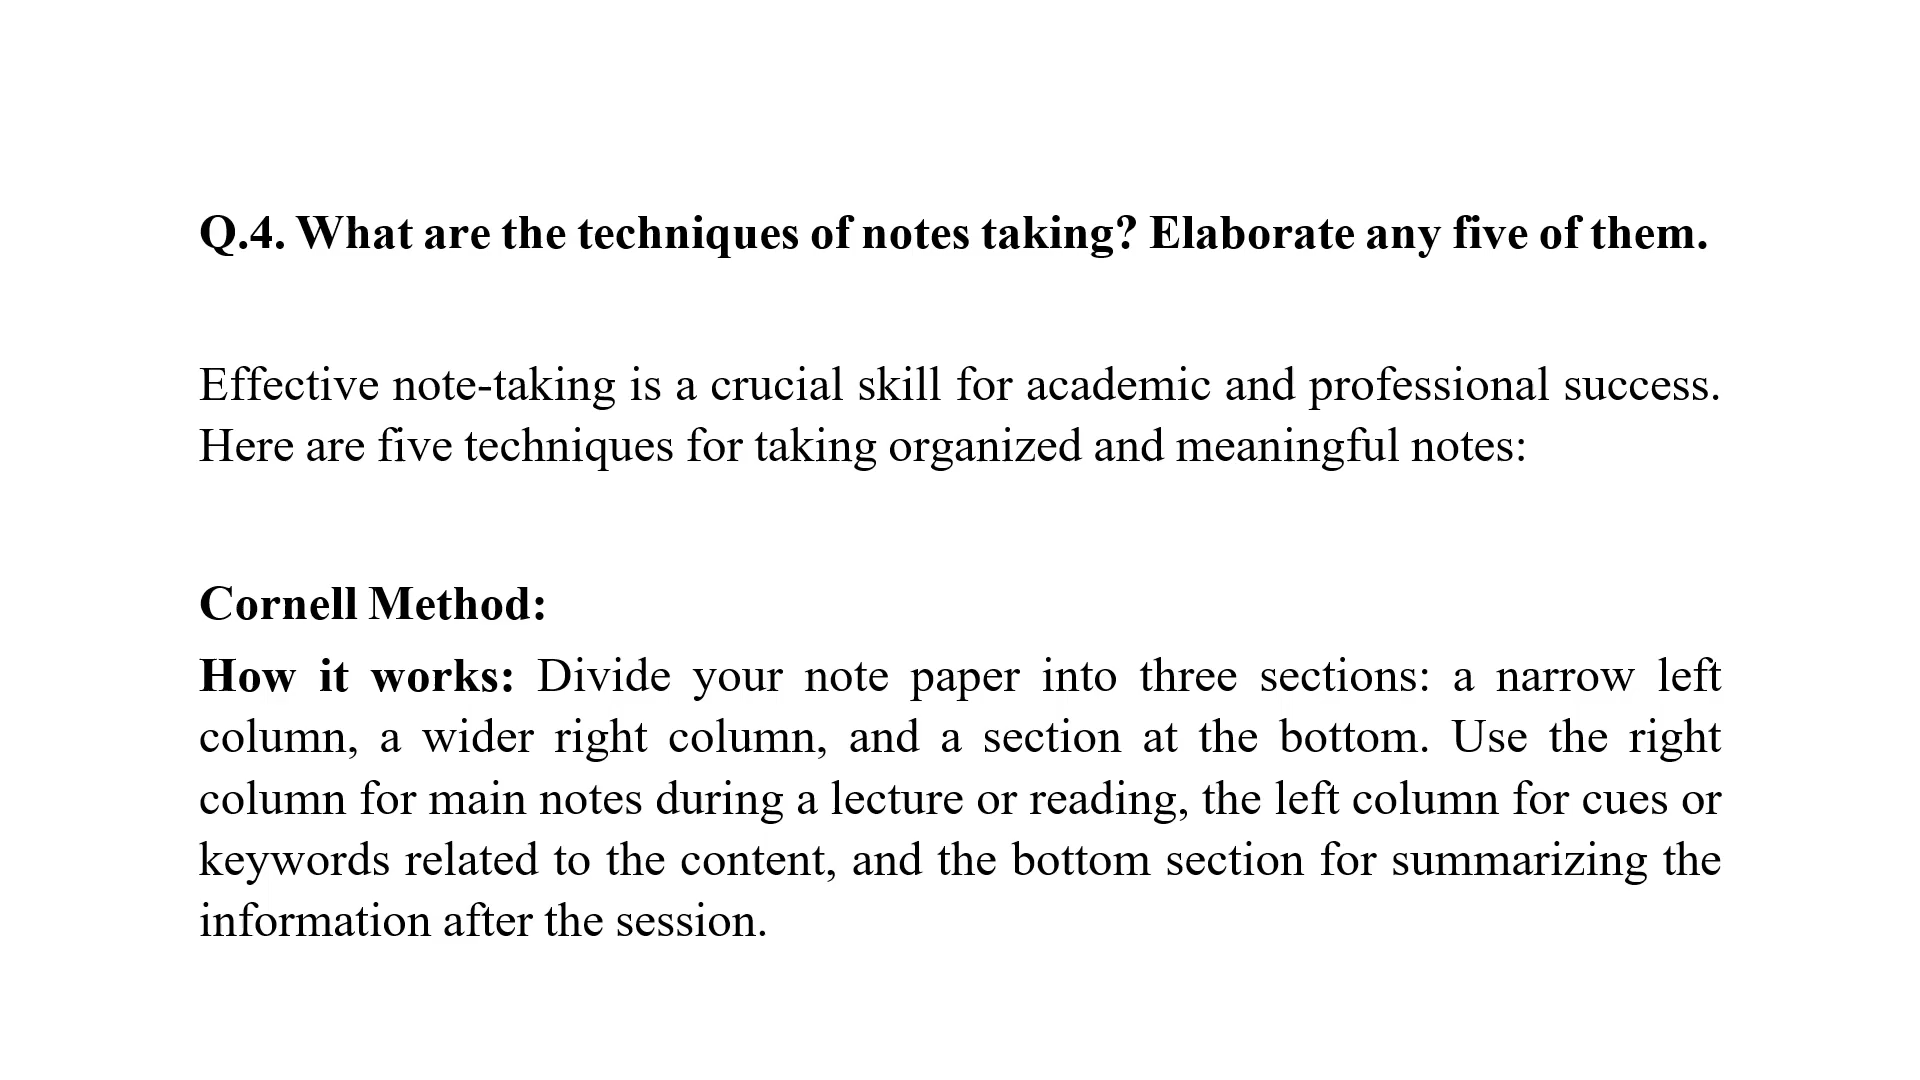 Q.4. What are the techniques of notes taking? Elaborate any five of them.
Effective note-taking is a crucial skill for academic and professional success.
Here are five techniques for taking organized and meaningful notes:
Cornell Method:
How it works: Divide your note paper into three sections: a narrow left
column, a wider right column, and a section at the bottom. Use the right
column for main notes during a lecture or reading, the left column for cues or
keywords related to the content, and the bottom section for summarizing the
information after the session.